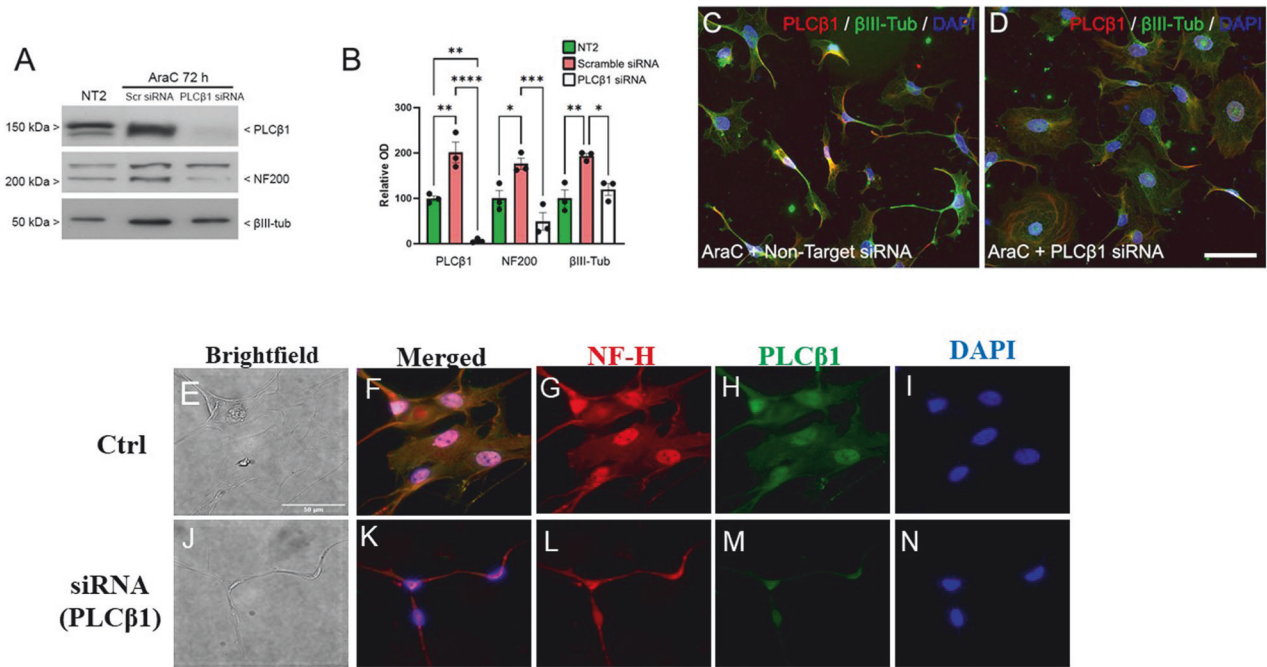 A
AraC 72 h
NT2 Scr siRNA PLCβ1 siRNA
150 kDa > < PLCβ1
200 kDa > < NF200
50 kDa > < βIII-tub
B
NT2
Scramble siRNA
PLCβ1 siRNA
** 
** **** * *** ** *
Relative OD
300
200
100
0
PLCβ1 NF200 βIII-Tub
C PLCβ1 / βIII-Tub / DAPI
AraC + Non-Target siRNA
D PLCβ1 / βIII-Tub / DAPI
AraC + PLCβ1 siRNA
Brightfield Merged NF-H PLCβ1 DAPI
Ctrl
E F G H I
50 µm
siRNA
(PLCβ1)
J K L M N